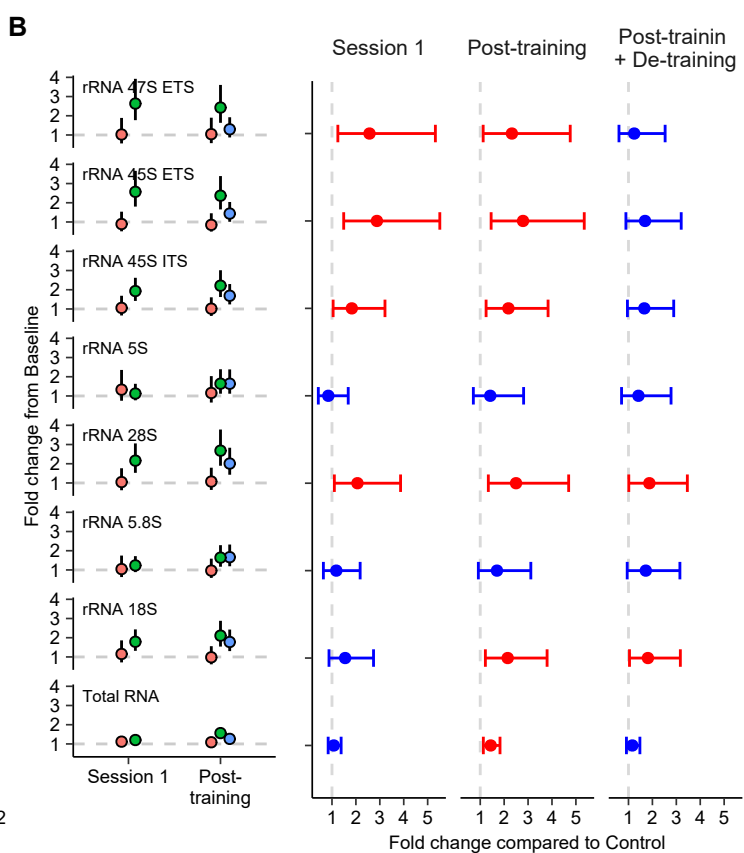 B
Session 1
Post-training
Post-trainin
+ De-training
Fold change from Baseline
4
3
2
1
rRNA 47S ETS
4
3
2
1
rRNA 45S ETS
4
3
2
1
rRNA 45S ITS
4
3
2
1
rRNA 5S
4
3
2
1
rRNA 28S
4
3
2
1
rRNA 5.8S
4
3
2
1
rRNA 18S
4
3
2
1
Total RNA
Session 1
Post-
training
1 2 3 4 5
1 2 3 4 5
1 2 3 4 5
Fold change compared to Control
2